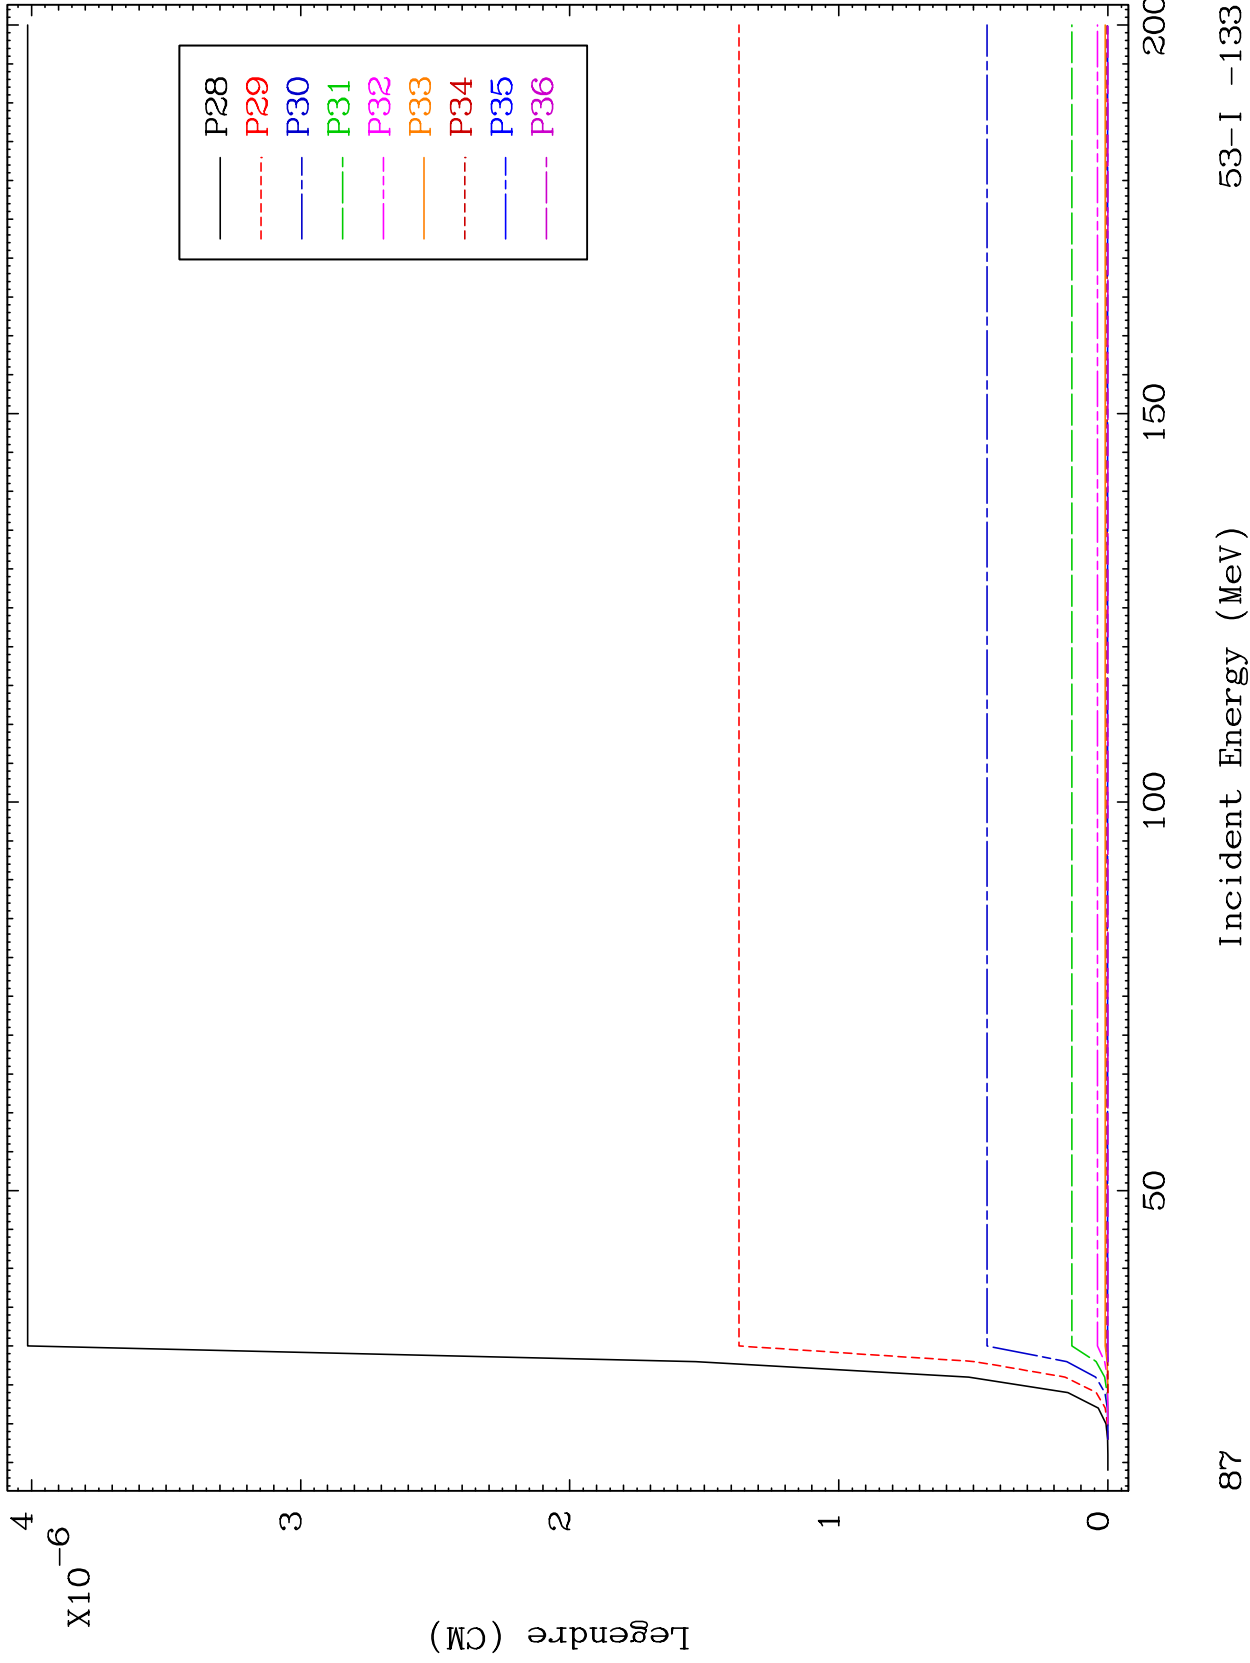 X10-6
4
3
2
1
0
Legendre (CM)
P28
P29
P30
P31
P32
P33
P34
P35
P36
50
100
150
200
Incident Energy (MeV)
87
53-I -133